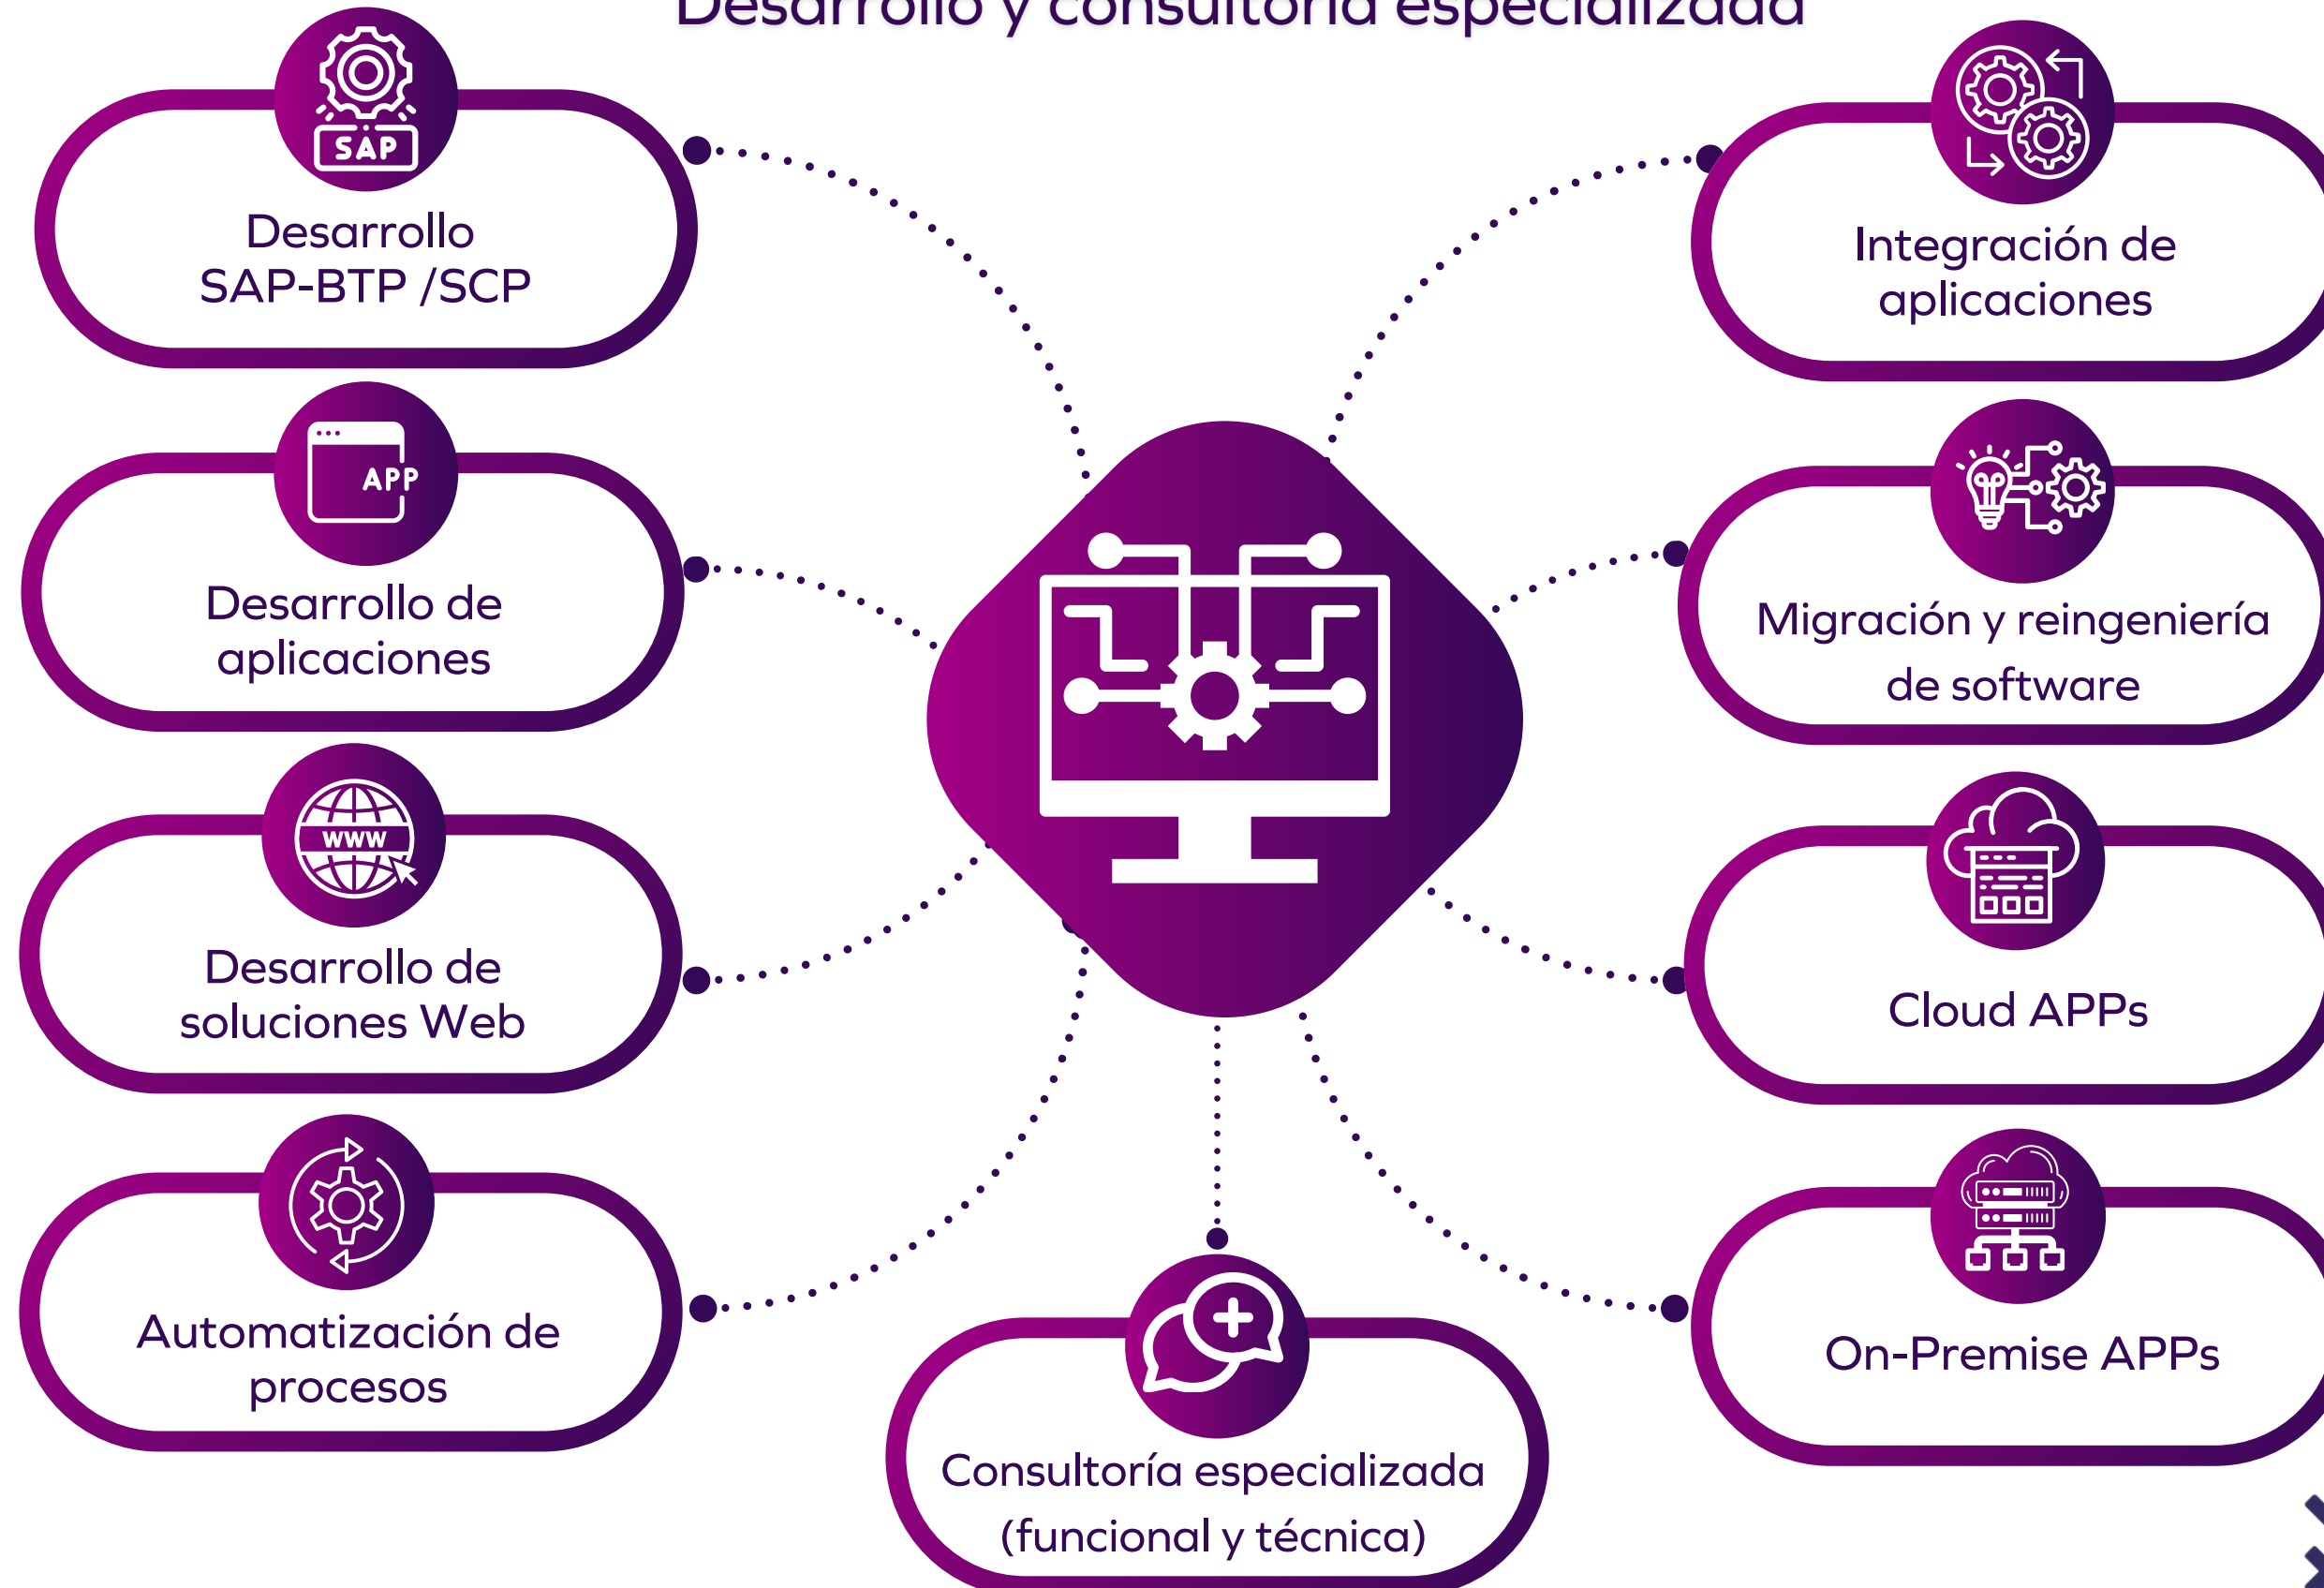 Desarrollo y consultoría especializada
SAP
Desarrollo
SAP-BTP /SCP
APP
Desarrollo de
aplicaciones
WWW
Desarrollo de
soluciones Web
Automatización de
procesos
Integración de
aplicaciones
Migración y reingeniería
de software
Cloud APPs
On-Premise APPs
Consultoría especializada
(funcional y técnica)